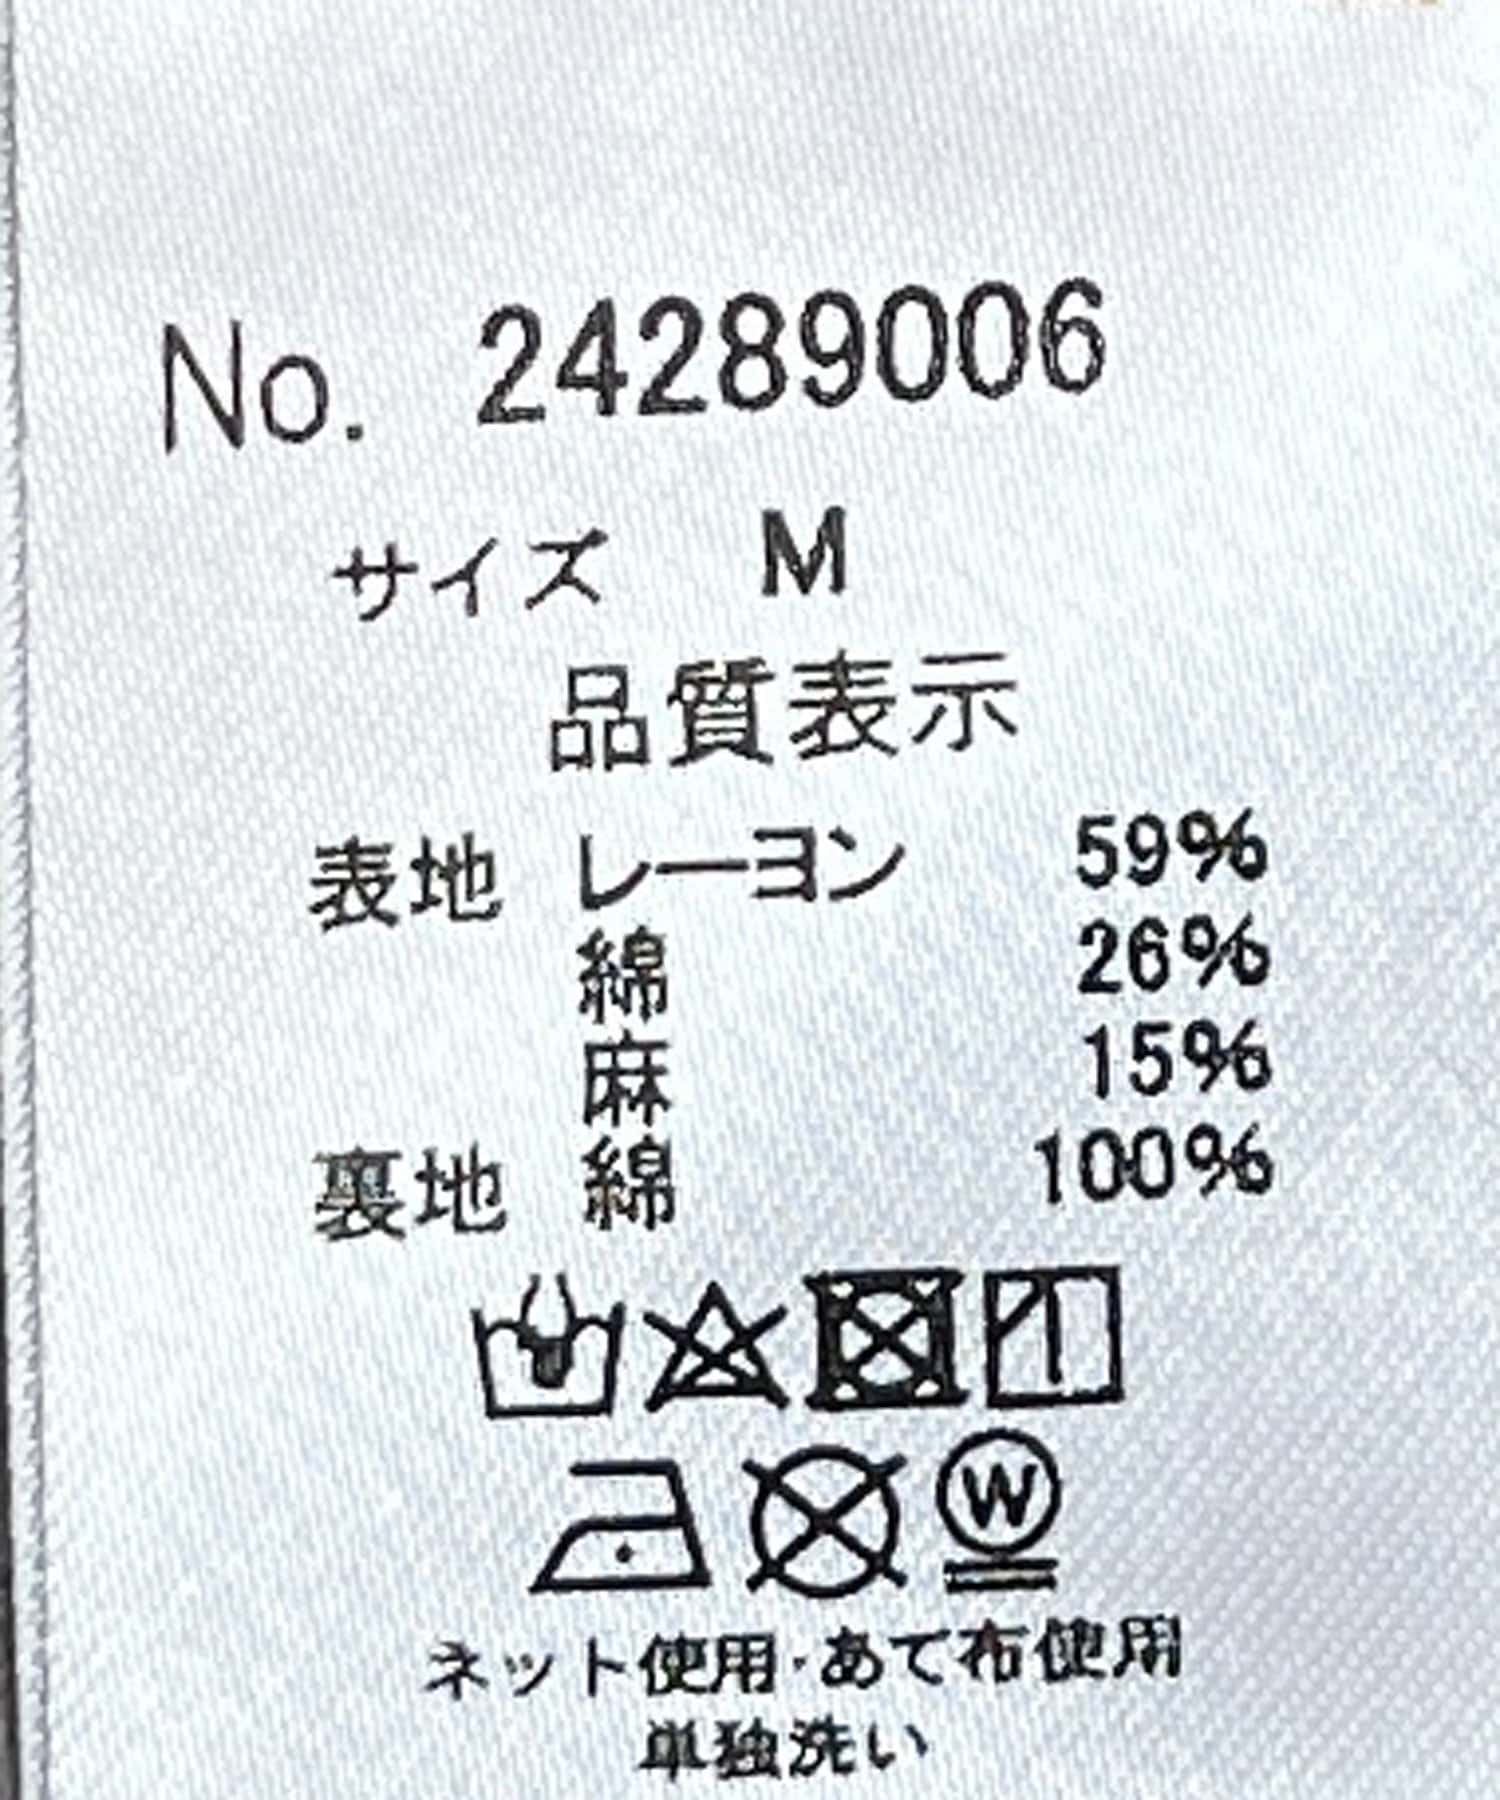 No. 24289006
サイズ M
品質表示
表地 レーヨン 59%
綿 26%
麻 15%
裏地 綿 100%
W
ネット使用・あて布使用
単独洗い